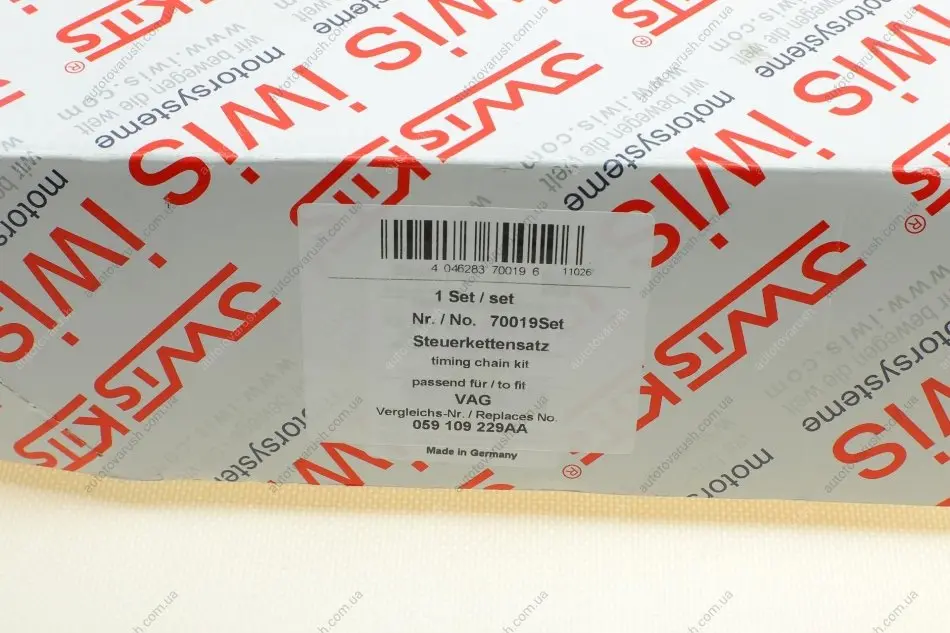 JWIS KITS
®
iwis
motorsysteme
wir bewegen die welt
www.iwis.com
4 046283 70019 6 11026
1 Set / set
Nr. / No. 70019Set
Steuerkettensatz
timing chain kit
passend für / to fit
VAG
Vergleichs-Nr. / Replaces No.
059 109 229AA
Made in Germany
autotovarush.com.ua